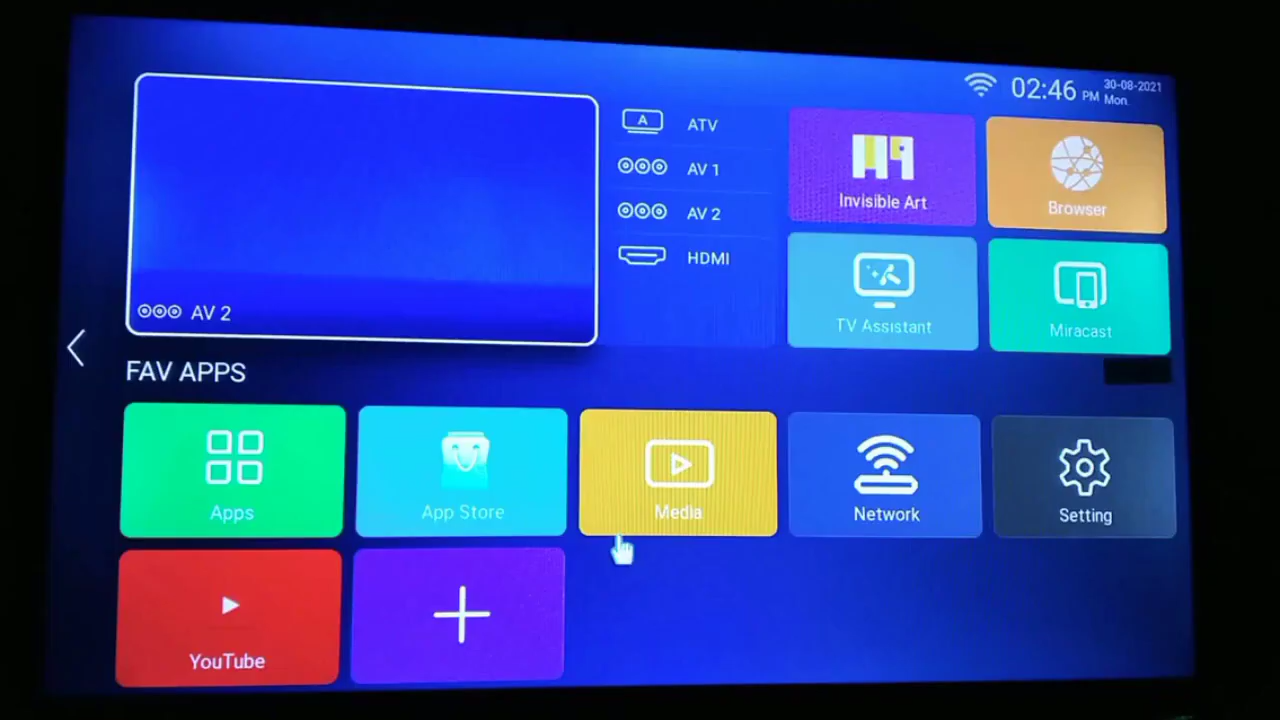 02:46 PM
30-08-2021
Mon.
A
ATV
AV 1
AV 2
HDMI
AV 2
Invisible Art
Browser
TV Assistant
Miracast
FAV APPS
Apps
App Store
Media
Network
Setting
YouTube